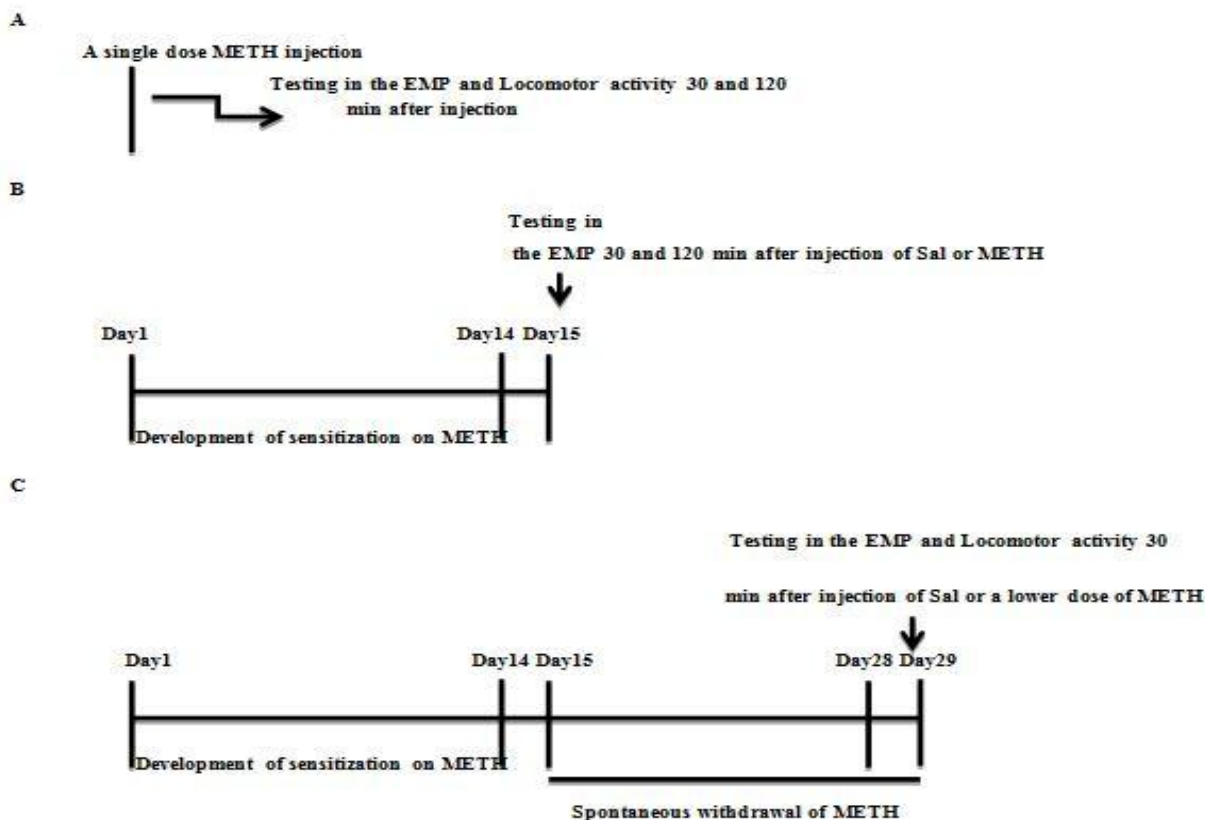 A
A single dose METH injection
Testing in the EMP and Locomotor activity 30 and 120
min after injection
B
Testing in
the EMP 30 and 120 min after injection of Sal or METH
Day1
Day14 Day15
Development of sensitization on METH
C
Testing in the EMP and Locomotor activity 30
min after injection of Sal or a lower dose of METH
Day1
Day14 Day15
Day28 Day29
Development of sensitization on METH
Spontaneous withdrawal of METH